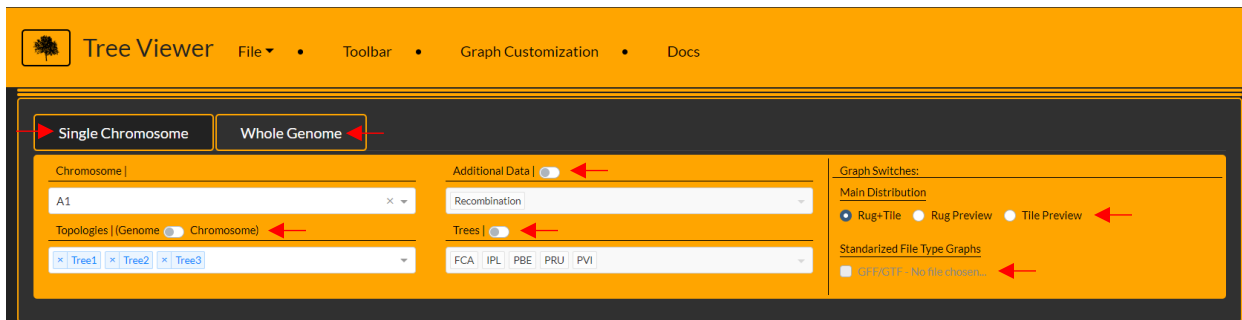 Tree Viewer File • Toolbar • Graph Customization • Docs
Single Chromosome Whole Genome
Chromosome |
A1
Topologies | (Genome Chromosome)
× Tree1 × Tree2 × Tree3
Additional Data |
Recombination
Trees |
FCA IPL PBE PRU PVI
Graph Switches:
Main Distribution
Rug+Tile Rug Preview Tile Preview
Standarized File Type Graphs
GFF/GTF - No file chosen...